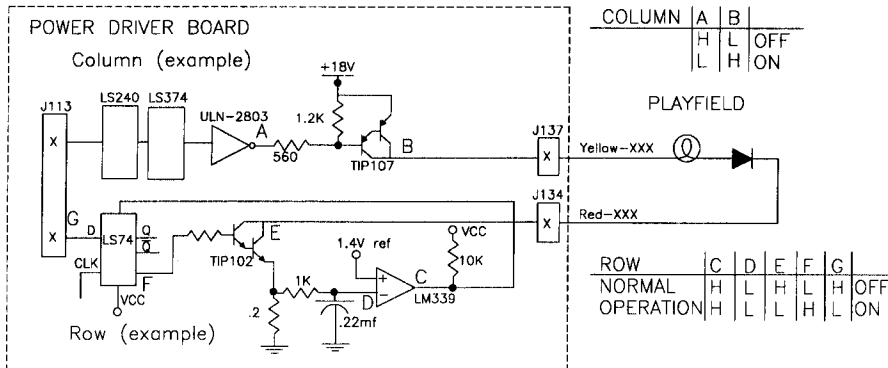 POWER DRIVER BOARD
Column (example)
J113
LS240
LS374
ULN-2803
A
560
+18V
1.2K
TIP107
B
J137
Yellow-XXX
PLAYFIELD
COLUMN A B
H L OFF
L H ON
X
X
X
X
G
D
LS74
Q
Q
CLK
F
VCC
TIP102
E
.2
1K
.22mf
1.4V ref
D
+
-
C
LM339
VCC
10K
J134
Red-XXX
Row (example)
ROW C D E F G
NORMAL H L H L H OFF
OPERATION H L L H L ON